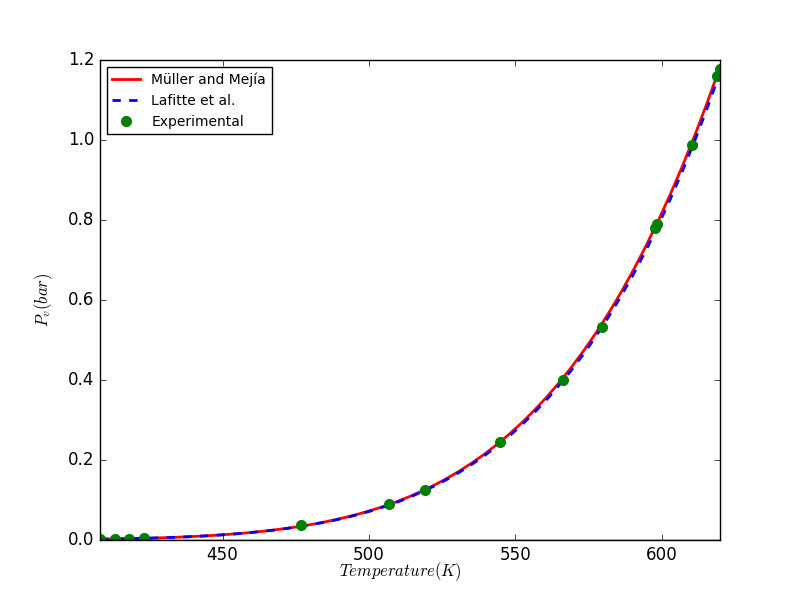 1.2
1.0
0.8
0.6
0.4
0.2
0.0
P_v(bar)
Müller and Mejía
Lafitte et al.
Experimental
450 500 550 600
Temperature(K)